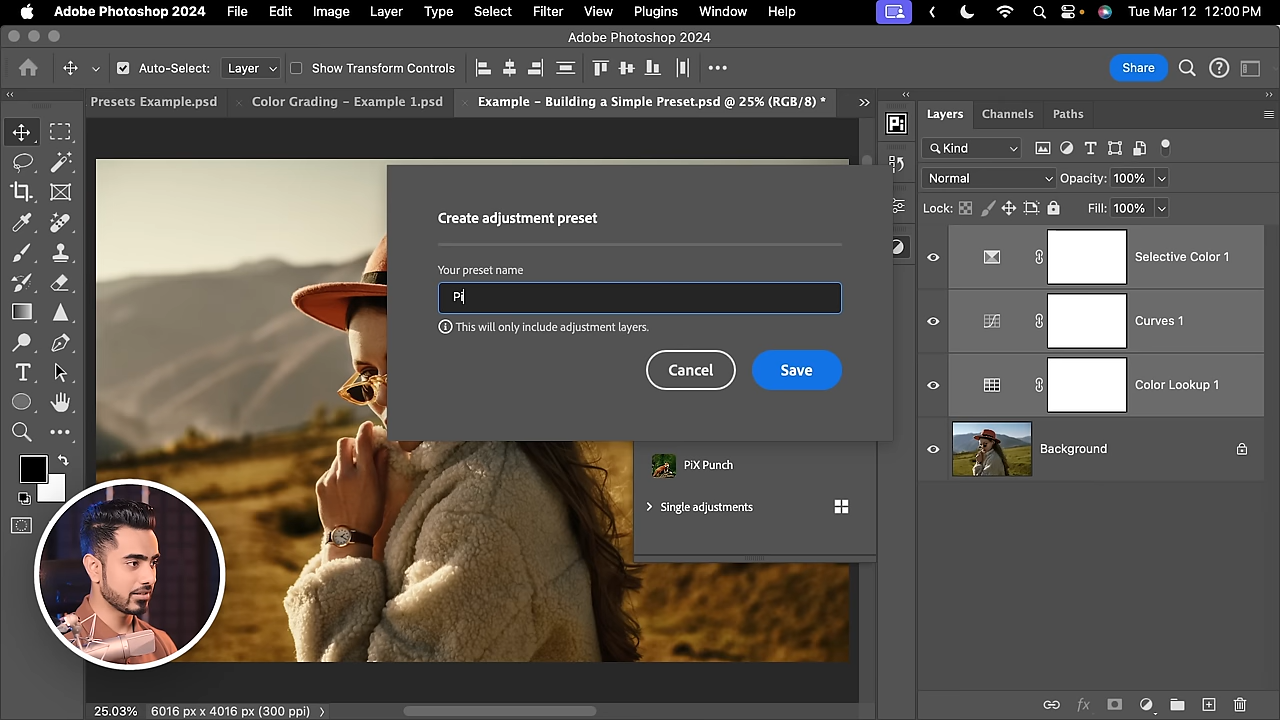 Adobe Photoshop 2024 File Edit Image Layer Type Select Filter View Plugins Window Help Tue Mar 12 12:00 PM
Adobe Photoshop 2024
Auto-Select: Layer Show Transform Controls Share
Presets Example.psd × Color Grading - Example 1.psd × Example - Building a Simple Preset.psd @ 25% (RGB/8) *
Pi
Layers Channels Paths
Kind
Normal Opacity: 100%
Lock: Fill: 100%
Selective Color 1
Curves 1
Color Lookup 1
Background
Create adjustment preset
Your preset name
Pi
This will only include adjustment layers.
Cancel Save
PiX Punch
Single adjustments
25.03% 6016 px x 4016 px (300 ppi)
fx